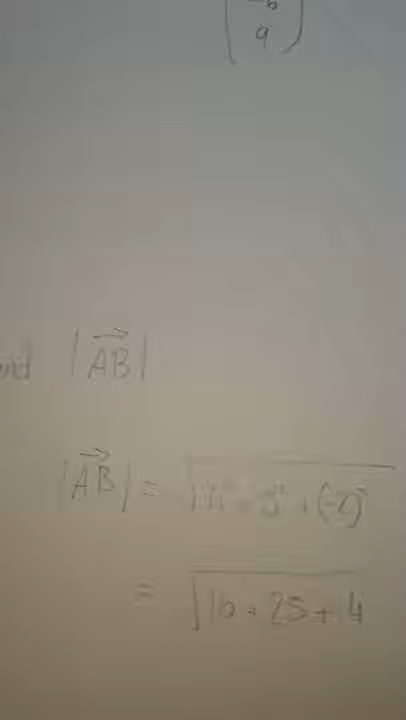 9
|AB|
|AB| = + (-2)²
= √16 + 25 + 4